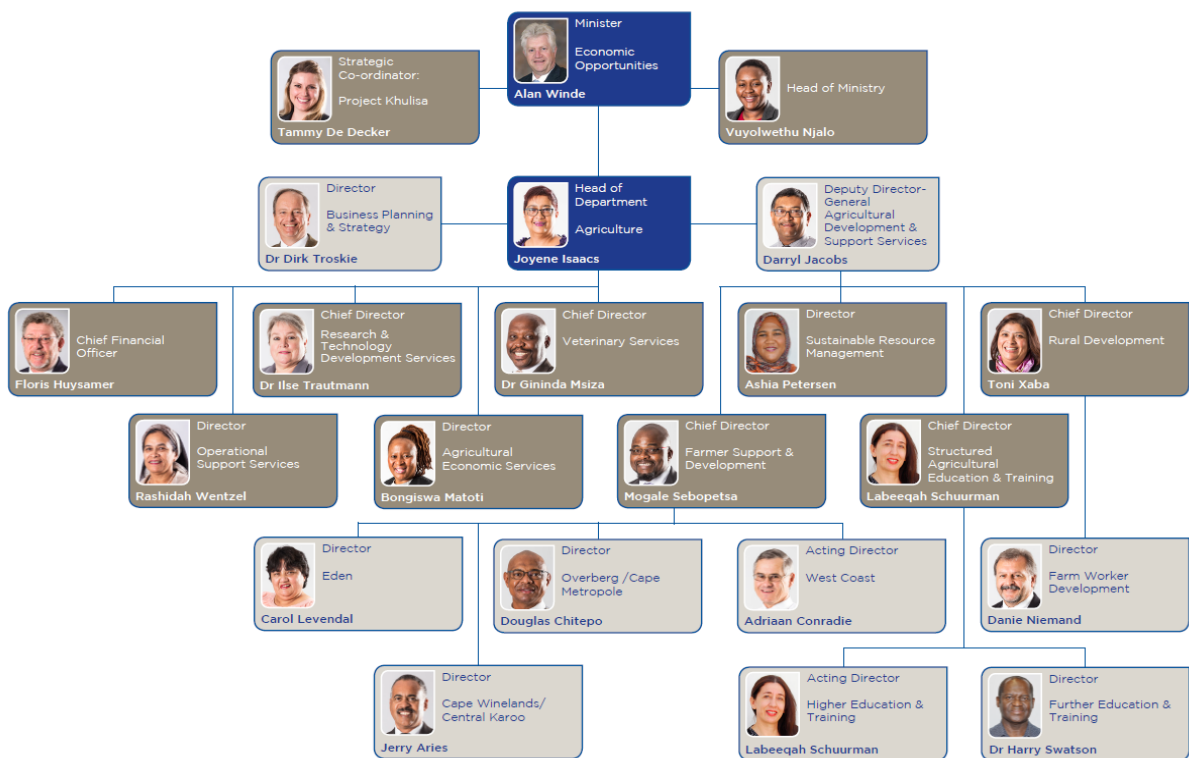 Minister
Economic
Opportunities
Alan Winde
Strategic
Co-ordinator:
Project Khulisa
Tammy De Decker
Head of Ministry
Vuyolwethu Njalo
Director
Business Planning
& Strategy
Dr Dirk Troskie
Head of
Department
Agriculture
Joyene Isaacs
Deputy Director-
General
Agricultural
Development &
Support Services
Darryl Jacobs
Chief Financial
Officer
Floris Huysamer
Chief Director
Research &
Technology
Development Services
Dr Ilse Trautmann
Chief Director
Veterinary Services
Dr Gininda Msiza
Director
Sustainable Resource
Management
Ashia Petersen
Chief Director
Rural Development
Toni Xaba
Director
Operational
Support Services
Rashidah Wentzel
Director
Agricultural
Economic Services
Bongiswa Matoti
Chief Director
Farmer Support &
Development
Mogale Sebopetsa
Chief Director
Structured
Agricultural
Education & Training
Labeeqah Schuurman
Director
Eden
Carol Levendal
Director
Overberg /Cape
Metropole
Douglas Chitepo
Acting Director
West Coast
Adriaan Conradie
Director
Farm Worker
Development
Danie Niemand
Director
Cape Winelands/
Central Karoo
Jerry Aries
Acting Director
Higher Education &
Training
Labeeqah Schuurman
Director
Further Education &
Training
Dr Harry Swatson